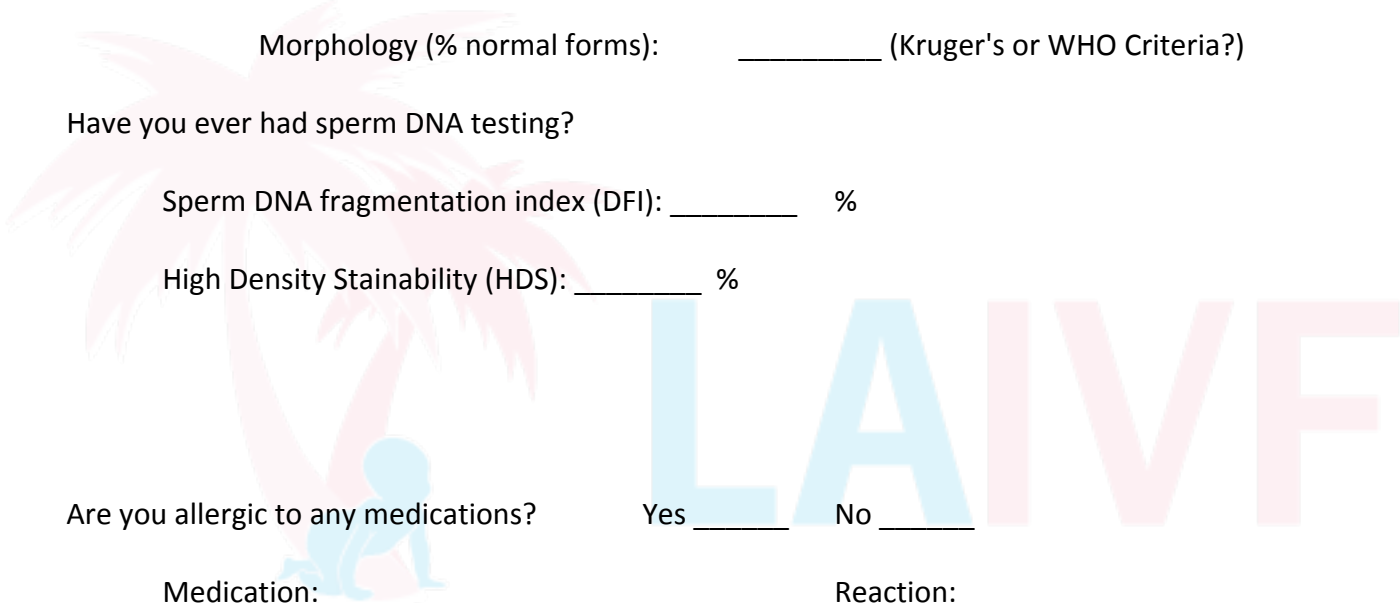 Morphology (% normal forms): _________ (Kruger's or WHO Criteria?)
Have you ever had sperm DNA testing?
Sperm DNA fragmentation index (DFI): ________ %
High Density Stainability (HDS): ________ %
LAIVF
Are you allergic to any medications? Yes ______ No ______
Medication: Reaction: